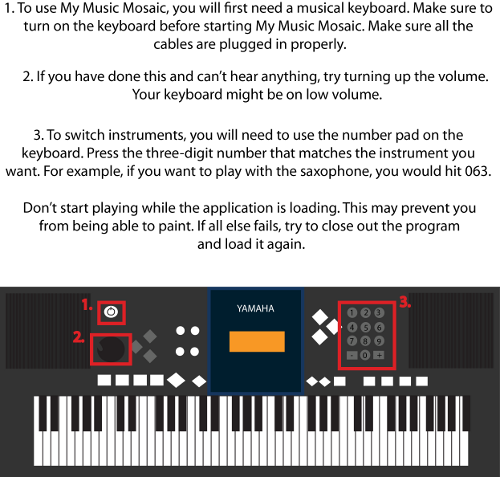 1. To use My Music Mosaic, you will first need a musical keyboard. Make sure to
turn on the keyboard before starting My Music Mosaic. Make sure all the
cables are plugged in properly.
2. If you have done this and can't hear anything, try turning up the volume.
Your keyboard might be on low volume.
3. To switch instruments, you will need to use the number pad on the
keyboard. Press the three-digit number that matches the instrument you
want. For example, if you want to play with the saxophone, you would hit 063.
Don't start playing while the application is loading. This may prevent you
from being able to paint. If all else fails, try to close out the program
and load it again.
1.
YAMAHA
3.
1 2 3
2.
4 5 6
7 8 9
- 0 +